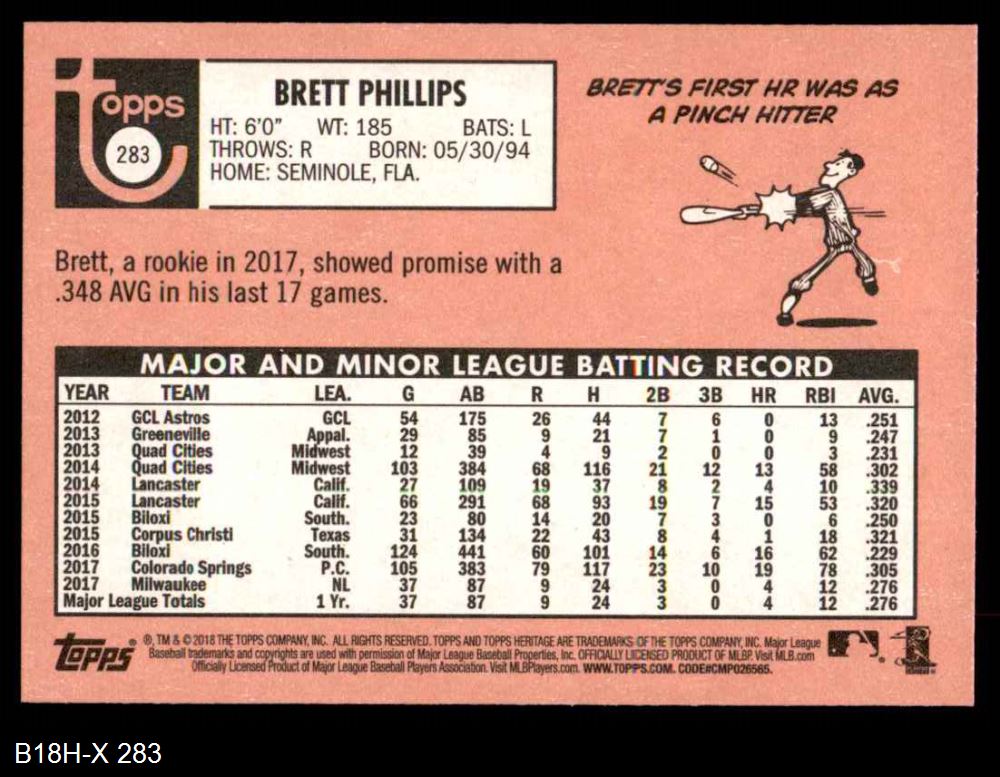 topps
283
BRETT PHILLIPS
HT: 6'0" WT: 185 BATS: L
THROWS: R BORN: 05/30/94
HOME: SEMINOLE, FLA.
BRETT'S FIRST HR WAS AS
A PINCH HITTER
Brett, a rookie in 2017, showed promise with a
.348 AVG in his last 17 games.
MAJOR AND MINOR LEAGUE BATTING RECORD
YEAR TEAM LEA. G AB R H 2B 3B HR RBI AVG.
2012 GCL Astros GCL 54 175 26 44 7 6 0 13 .251
2013 Greeneville Appal. 29 85 9 21 7 1 0 9 .247
2013 Quad Cities Midwest 12 39 4 9 2 0 0 3 .231
2014 Quad Cities Midwest 103 384 68 116 21 12 13 58 .302
2014 Lancaster Calif. 27 109 19 37 8 2 4 10 .339
2015 Lancaster Calif. 66 291 68 93 19 7 15 53 .320
2015 Biloxi South. 23 80 14 20 7 3 0 6 .250
2015 Corpus Christi Texas 31 134 22 43 8 4 1 18 .321
2016 Biloxi South. 124 441 60 101 14 6 16 62 .229
2017 Colorado Springs P.C. 105 383 79 117 23 10 19 78 .305
2017 Milwaukee NL 37 87 9 24 3 0 4 12 .276
Major League Totals 1 Yr. 37 87 9 24 3 0 4 12 .276
TOPPS
®, TM & © 2018 THE TOPPS COMPANY, INC. ALL RIGHTS RESERVED. TOPPS AND TOPPS HERITAGE ARE TRADEMARKS OF THE TOPPS COMPANY, INC. Major League
Baseball trademarks and copyrights are used with permission of Major League Baseball Properties, Inc. OFFICIALLY LICENSED PRODUCT OF MLBP. Visit MLB.com
Officially Licensed Product of Major League Baseball Players Association. Visit MLBPlayers.com. WWW.TOPPS.COM. CODE#CMP026565.
B18H-X 283